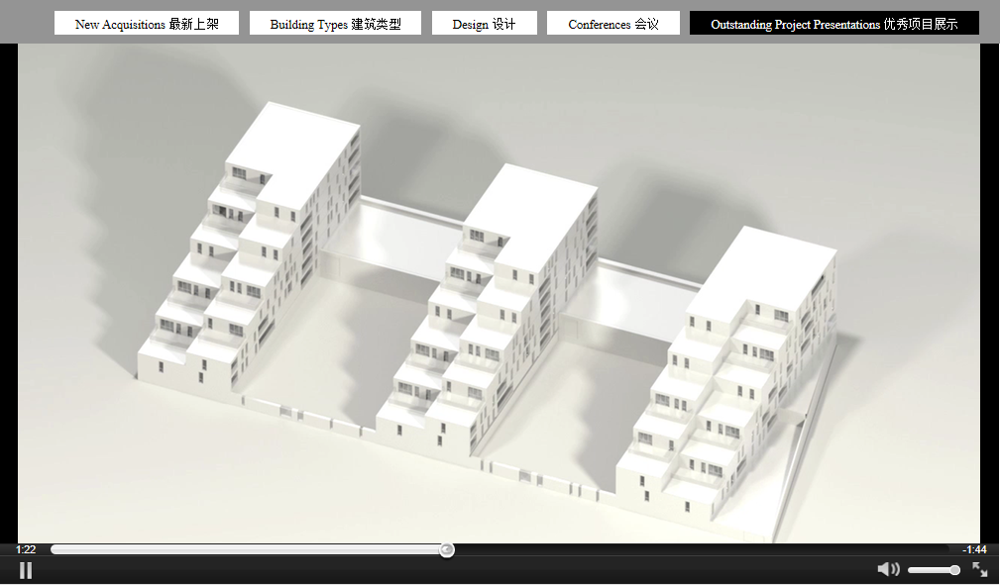 New Acquisitions 最新上架
Building Types 建筑类型
Design 设计
Conferences 会议
Outstanding Project Presentations 优秀项目展示
1:22
-1:44